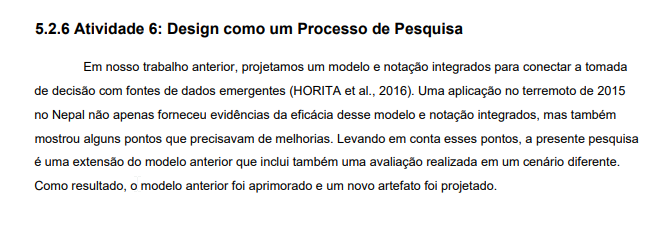 5.2.6 Atividade 6: Design como um Processo de Pesquisa
Em nosso trabalho anterior, projetamos um modelo e notação integrados para conectar a tomada
de decisão com fontes de dados emergentes (HORITA et al., 2016). Uma aplicação no terremoto de 2015
no Nepal não apenas forneceu evidências da eficácia desse modelo e notação integrados, mas também
mostrou alguns pontos que precisavam de melhorias. Levando em conta esses pontos, a presente pesquisa
é uma extensão do modelo anterior que inclui também uma avaliação realizada em um cenário diferente.
Como resultado, o modelo anterior foi aprimorado e um novo artefato foi projetado.